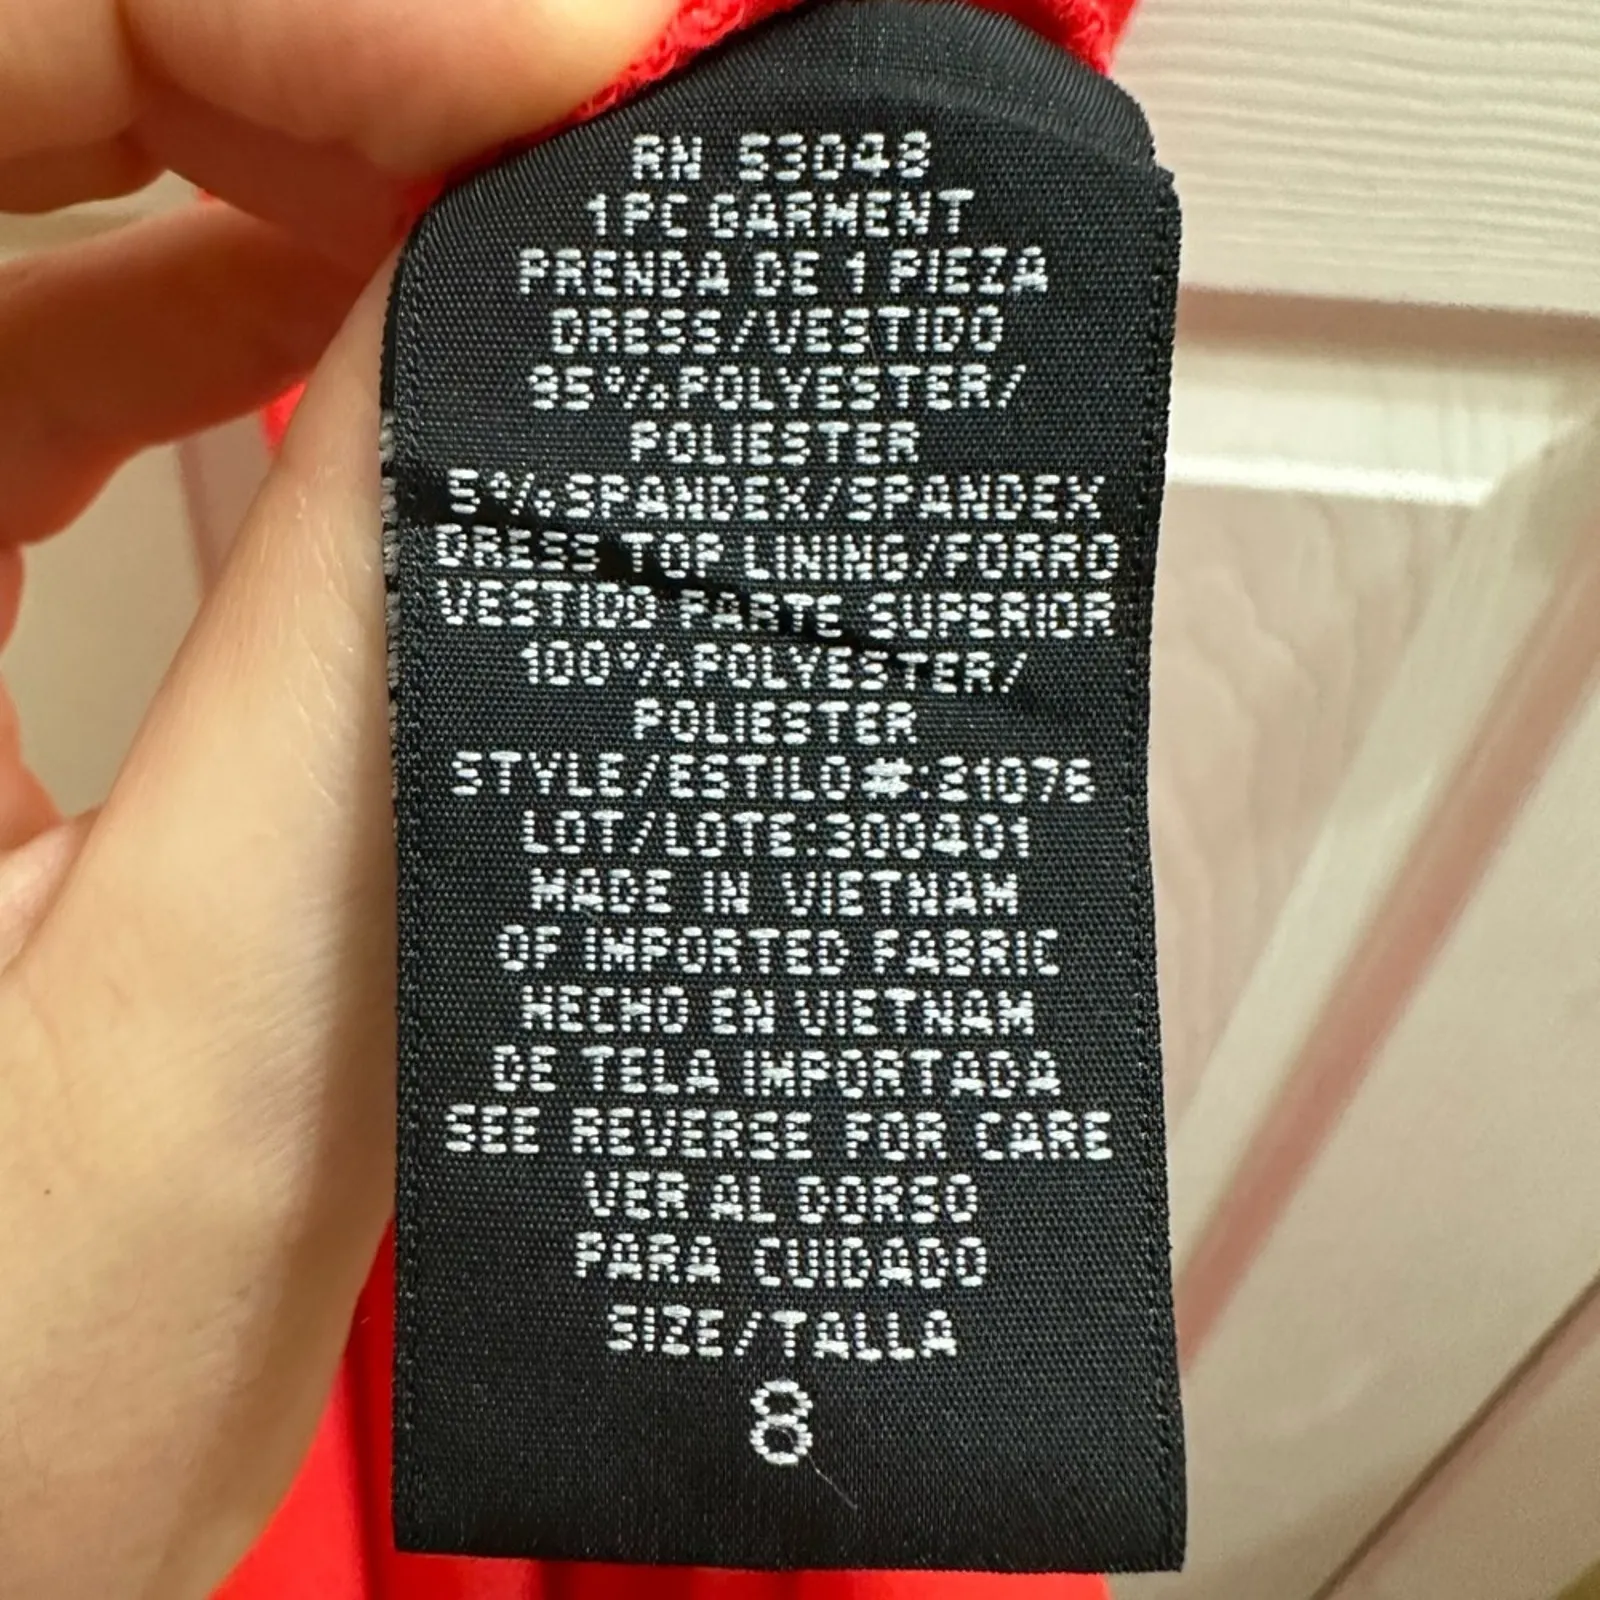 RN 53048
1PC GARMENT
PRENDA DE 1 PIEZA
DRESS/VESTIDO
95%POLYESTER/
POLIESTER
5%SPANDEX/SPANDEX
DRESS TOP LINING/FORRO
VESTIDO PARTE SUPERIOR
100%POLYESTER/
POLIESTER
STYLE/ESTILO#:21076
LOT/LOTE:300401
MADE IN VIETNAM
OF IMPORTED FABRIC
HECHO EN VIETNAM
DE TELA IMPORTADA
SEE REVERSE FOR CARE
VER AL DORSO
PARA CUIDADO
SIZE/TALLA
8